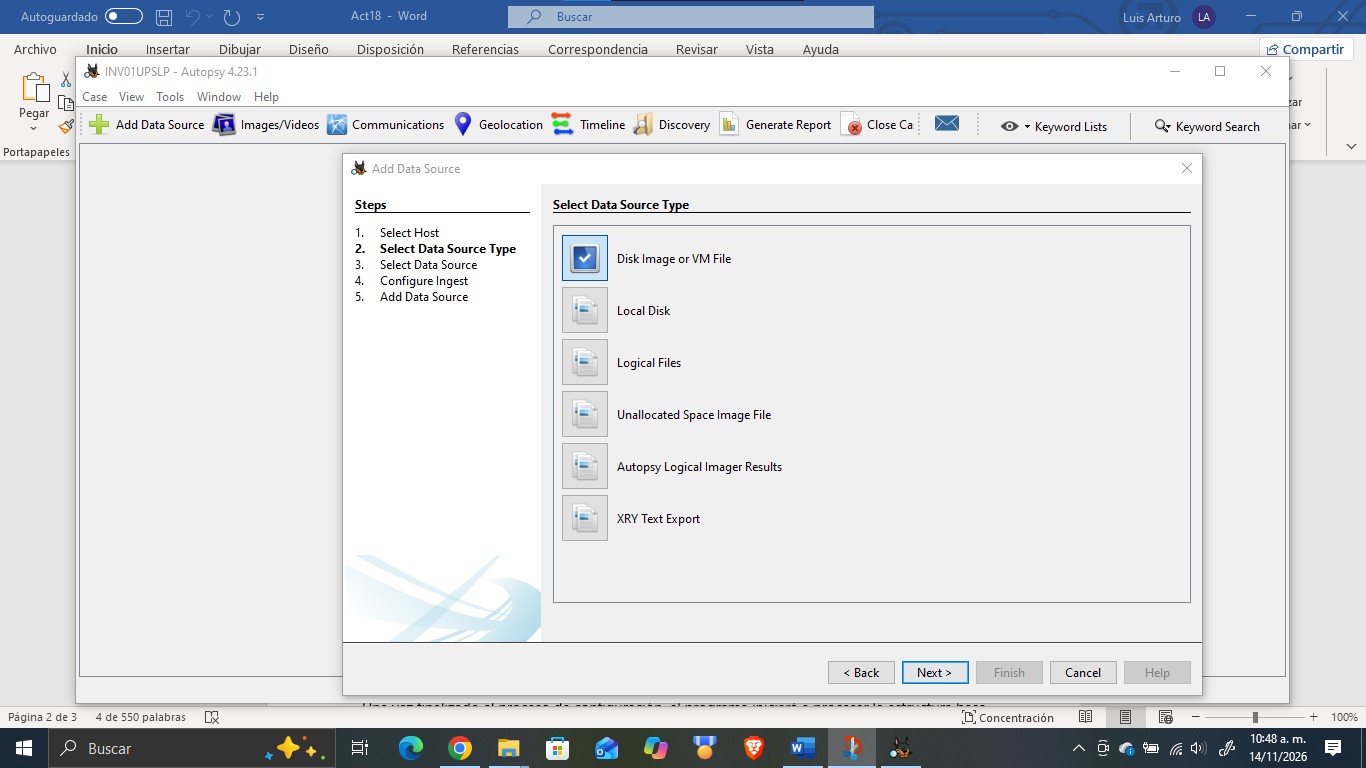 Autoguardado
Act18 - Word
Buscar
Luis Arturo
LA
Archivo Inicio Insertar Dibujar Diseño Disposición Referencias Correspondencia Revisar Vista Ayuda
Compartir
Pegar
Portapapeles
INV01UPSLP - Autopsy 4.23.1
Case View Tools Window Help
Add Data Source Images/Videos Communications Geolocation Timeline Discovery Generate Report Close Ca Keyword Lists Keyword Search
Add Data Source
Steps
1. Select Host
2. Select Data Source Type
3. Select Data Source
4. Configure Ingest
5. Add Data Source
Select Data Source Type
Disk Image or VM File
Local Disk
Logical Files
Unallocated Space Image File
Autopsy Logical Imager Results
XRY Text Export
< Back Next > Finish Cancel Help
Página 2 de 3 4 de 550 palabras
Concentración
100%
Buscar
10:48 a. m.
14/11/2026